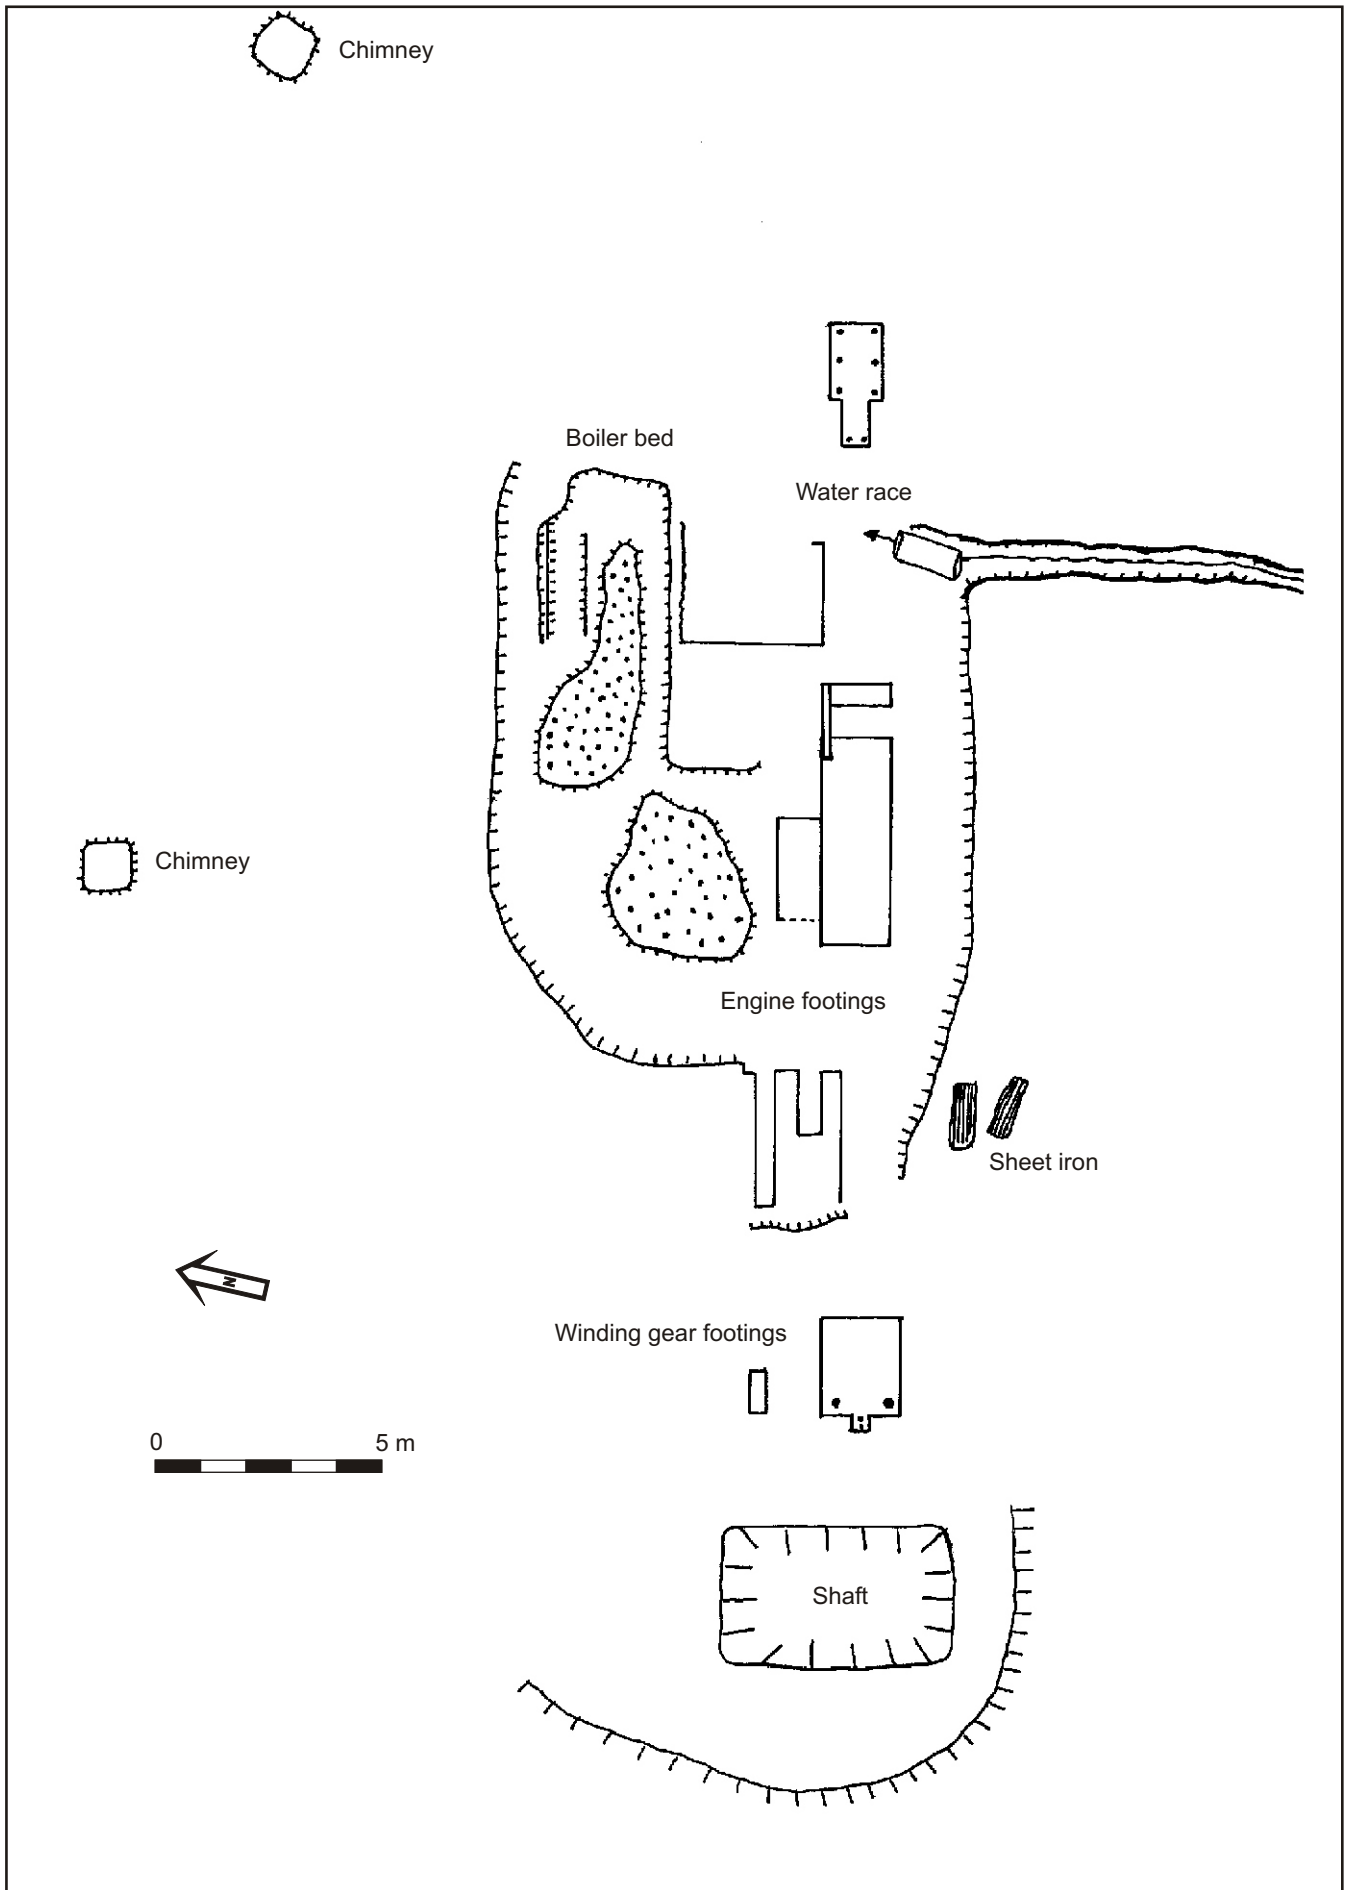 Chimney
Boiler bed
Water race
Chimney
Engine footings
Sheet iron
N
Winding gear footings
0 5 m
Shaft